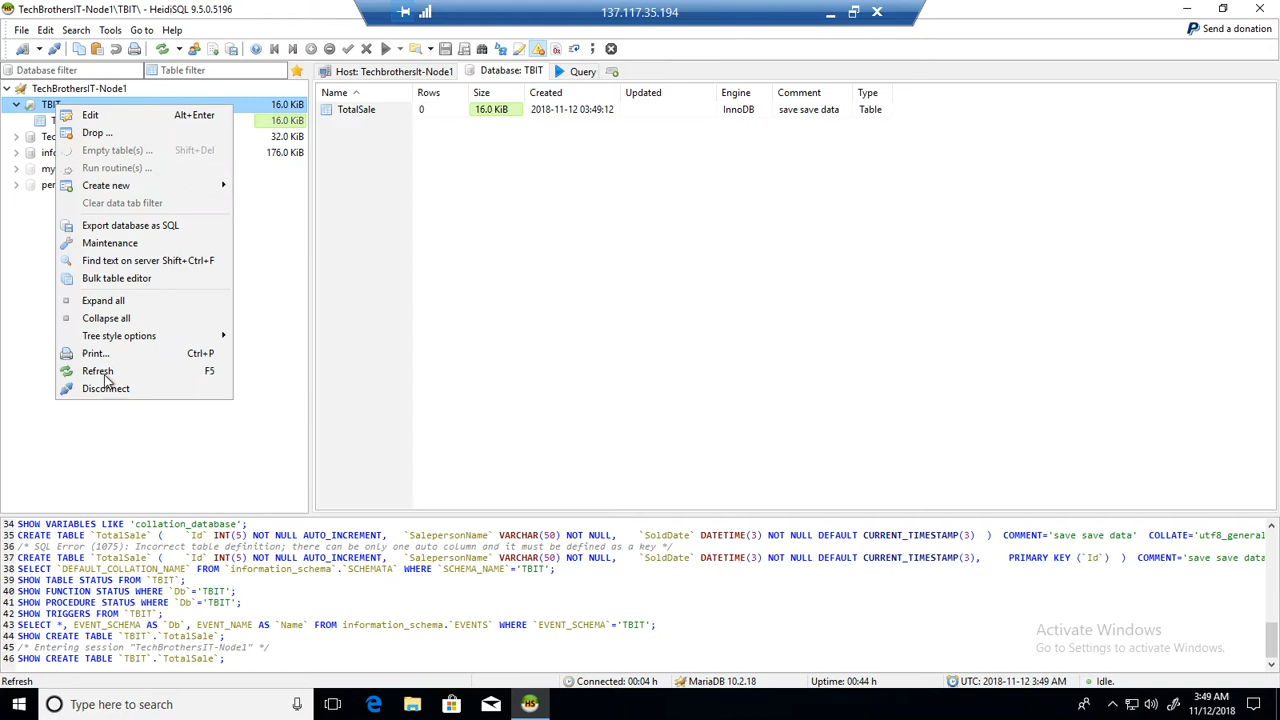 TechBrothersIT-Node1\TBIT\ - HeidiSQL 9.5.0.5196
137.117.35.194
File Edit Search Tools Go to Help
Send a donation
Database filter Table filter
Host: TechbrothersIT-Node1 Database: TBIT Query
TechBrothersIT-Node1
Name Rows Size Created Updated Engine Comment Type
TBIT 16.0 KiB
TotalSale 0 16.0 KiB 2018-11-12 03:49:12 InnoDB save save data Table
16.0 KiB
32.0 KiB
176.0 KiB
Edit Alt+Enter
Drop ...
Empty table(s) ... Shift+Del
Run routine(s) ...
Create new
Clear data tab filter
Export database as SQL
Maintenance
Find text on server Shift+Ctrl+F
Bulk table editor
Expand all
Collapse all
Tree style options
Print... Ctrl+P
Refresh F5
Disconnect
34 SHOW VARIABLES LIKE 'collation_database';
35 CREATE TABLE `TotalSale` ( `Id` INT(5) NOT NULL AUTO_INCREMENT, `SalepersonName` VARCHAR(50) NOT NULL, `SoldDate` DATETIME(3) NOT NULL DEFAULT CURRENT_TIMESTAMP(3) ) COMMENT='save save data' COLLATE='utf8_general
36 /* SQL Error (1075): Incorrect table definition; there can be only one auto column and it must be defined as a key */
37 CREATE TABLE `TotalSale` ( `Id` INT(5) NOT NULL AUTO_INCREMENT, `SalepersonName` VARCHAR(50) NOT NULL, `SoldDate` DATETIME(3) NOT NULL DEFAULT CURRENT_TIMESTAMP(3), PRIMARY KEY (`Id`) ) COMMENT='save save data
38 SELECT `DEFAULT_COLLATION_NAME` FROM `information_schema`.`SCHEMATA` WHERE `SCHEMA_NAME`='TBIT';
39 SHOW TABLE STATUS FROM `TBIT`;
40 SHOW FUNCTION STATUS WHERE `Db`='TBIT';
41 SHOW PROCEDURE STATUS WHERE `Db`='TBIT';
42 SHOW TRIGGERS FROM `TBIT`;
43 SELECT *, EVENT_SCHEMA AS `Db`, EVENT_NAME AS `Name` FROM information_schema.`EVENTS` WHERE `EVENT_SCHEMA`='TBIT';
44 SHOW CREATE TABLE `TBIT`.`TotalSale`;
45 /* Entering session "TechBrothersIT-Node1" */
46 SHOW CREATE TABLE `TBIT`.`TotalSale`;
Activate Windows
Go to Settings to activate Windows.
Refresh Connected: 00:04 h MariaDB 10.2.18 Uptime: 00:44 h UTC: 2018-11-12 3:49 AM Idle.
Type here to search
3:49 AM
11/12/2018